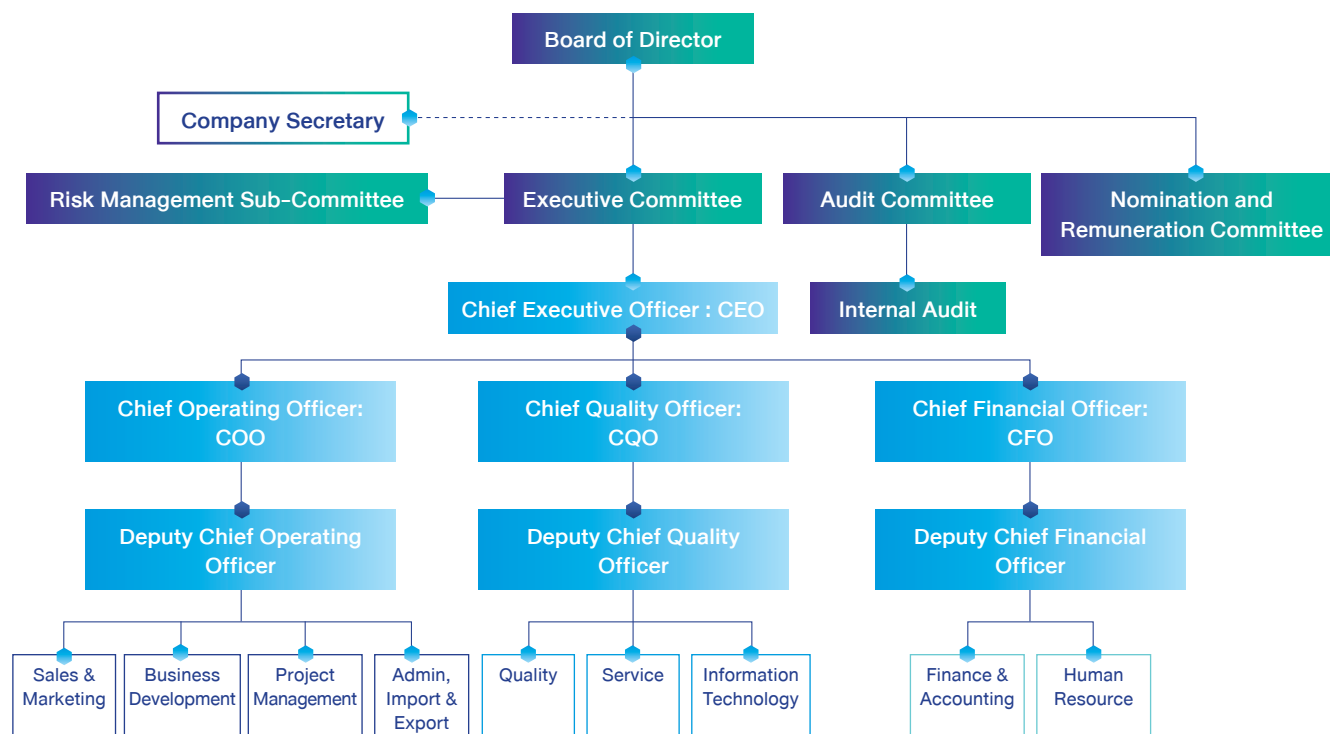 Board of Director
Company Secretary
Risk Management Sub-Committee
Executive Committee
Audit Committee
Nomination and
Remuneration Committee
Chief Executive Officer : CEO
Internal Audit
Chief Operating Officer:
COO
Chief Quality Officer:
CQO
Chief Financial Officer:
CFO
Deputy Chief Operating
Officer
Deputy Chief Quality
Officer
Deputy Chief Financial
Officer
Sales &
Marketing
Business
Development
Project
Management
Admin,
Import &
Export
Quality
Service
Information
Technology
Finance &
Accounting
Human
Resource